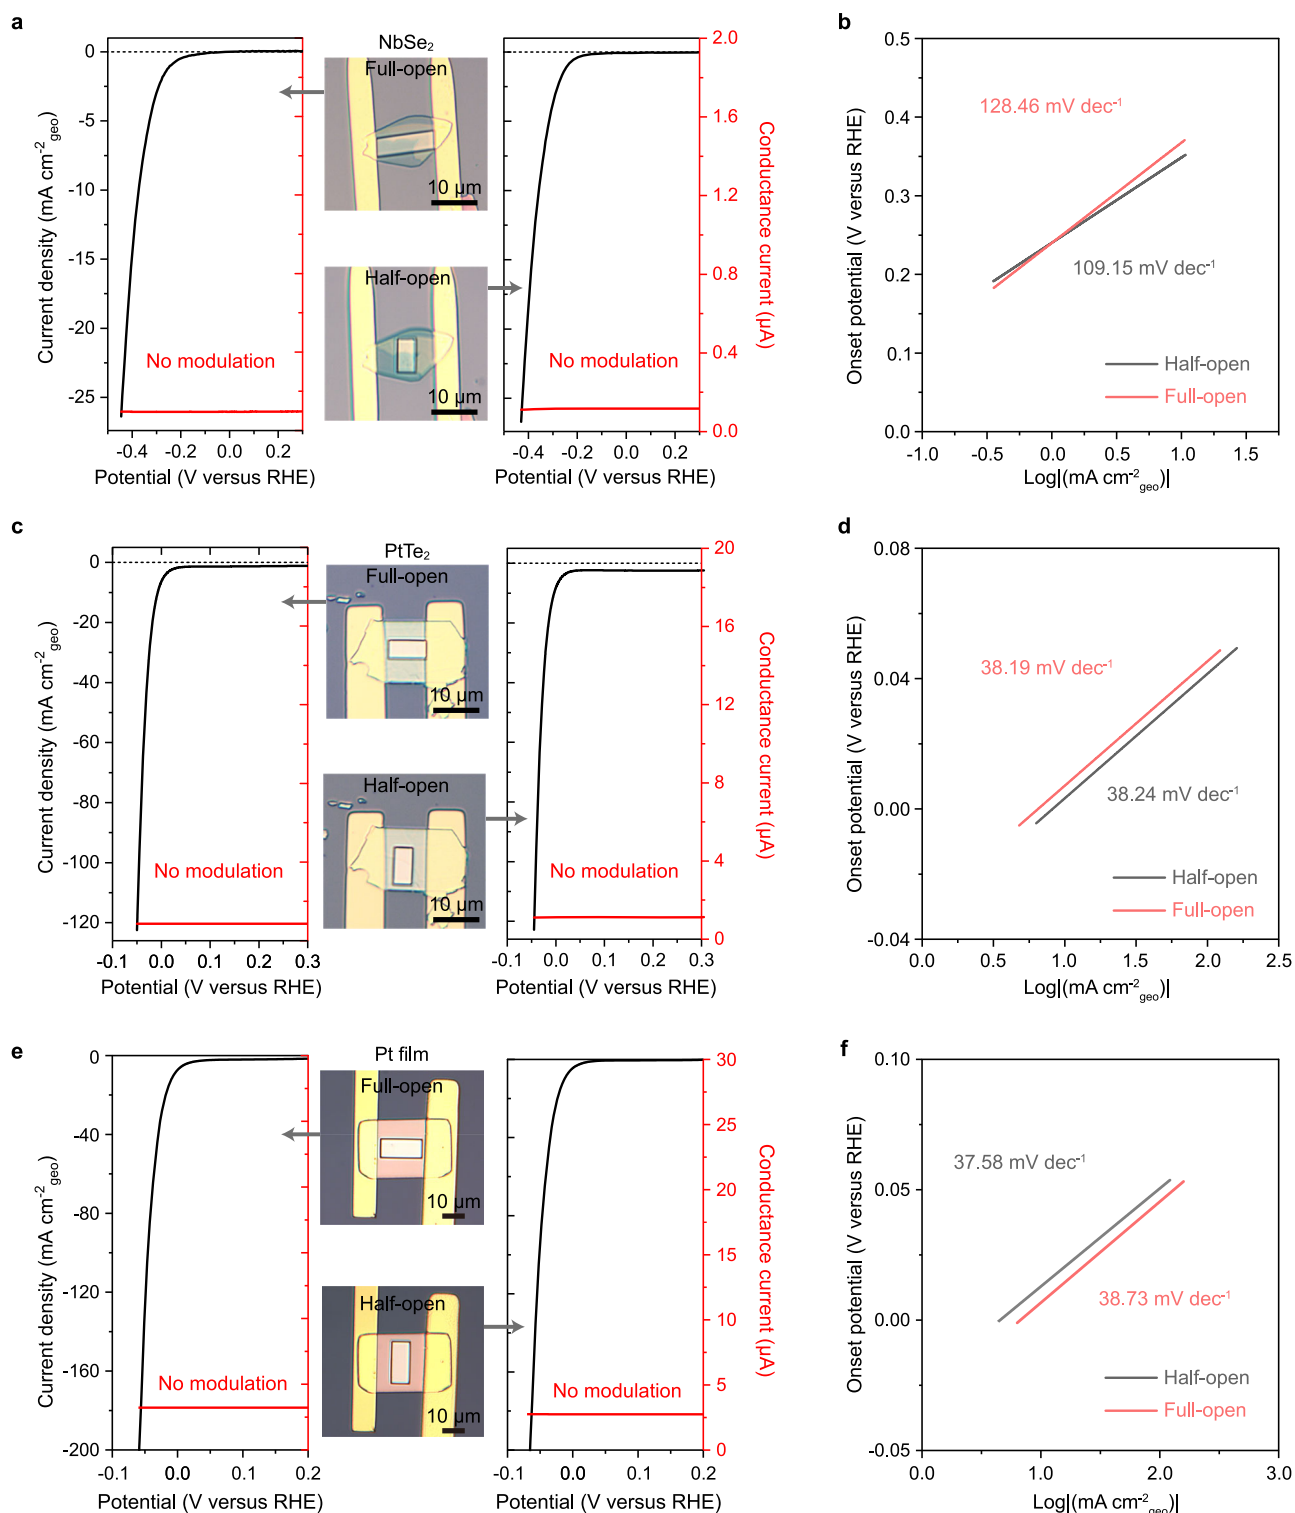 a
b
NbSe₂
Full-open
10 µm
Half-open
10 µm
No modulation
No modulation
0
-5
-10
-15
-20
-25
Current density (mA cm⁻²geo)
-0.4 -0.2 0.0 0.2
Potential (V versus RHE)
-0.4 -0.2 0.0 0.2
Potential (V versus RHE)
2.0
1.6
1.2
0.8
0.4
0.0
Conductance current (µA)
0.5
0.4
0.3
0.2
0.1
0.0
Onset potential (V versus RHE)
128.46 mV dec⁻¹
109.15 mV dec⁻¹
Half-open
Full-open
-1.0 -0.5 0.0 0.5 1.0 1.5
Log|(mA cm⁻²geo)|
c
d
PtTe₂
Full-open
10 µm
Half-open
10 µm
No modulation
No modulation
0
-20
-40
-60
-80
-100
-120
Current density (mA cm⁻²geo)
-0.1 0.0 0.1 0.2 0.3
Potential (V versus RHE)
-0.1 0.0 0.1 0.2 0.3
Potential (V versus RHE)
20
16
12
8
4
0
Conductance current (µA)
0.08
0.04
0.00
-0.04
Onset potential (V versus RHE)
38.19 mV dec⁻¹
38.24 mV dec⁻¹
Half-open
Full-open
0.0 0.5 1.0 1.5 2.0 2.5
Log|(mA cm⁻²geo)|
e
f
Pt film
Full-open
10 µm
Half-open
10 µm
No modulation
No modulation
0
-40
-80
-120
-160
-200
Current density (mA cm⁻²geo)
-0.1 0.0 0.1 0.2
Potential (V versus RHE)
-0.1 0.0 0.1 0.2
Potential (V versus RHE)
30
25
20
15
10
5
0
Conductance current (µA)
0.10
0.05
0.00
-0.05
Onset potential (V versus RHE)
37.58 mV dec⁻¹
38.73 mV dec⁻¹
Half-open
Full-open
0.0 1.0 2.0 3.0
Log|(mA cm⁻²geo)|